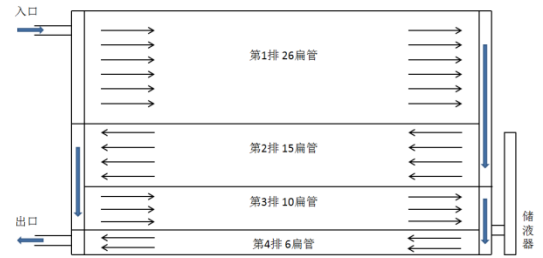 入口
第1排 26扁管
第2排 15扁管
第3排 10扁管
出口
第4排 6扁管
储
液
器